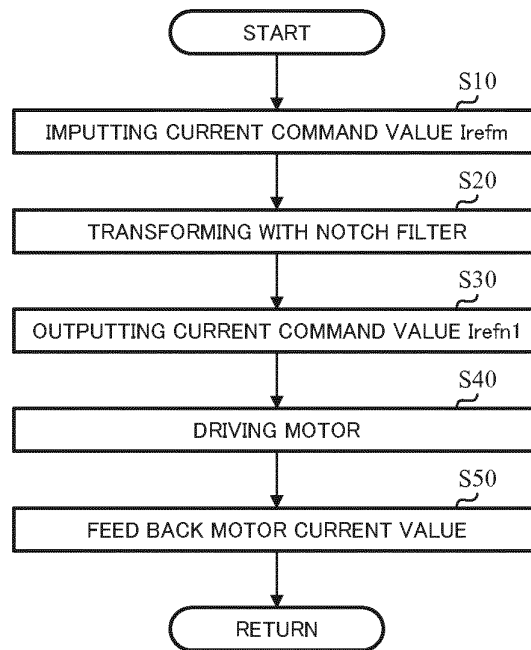 START
S10
IMPUTTING CURRENT COMMAND VALUE Irefm
S20
TRANSFORMING WITH NOTCH FILTER
S30
OUTPUTTING CURRENT COMMAND VALUE Irefn1
S40
DRIVING MOTOR
S50
FEED BACK MOTOR CURRENT VALUE
RETURN